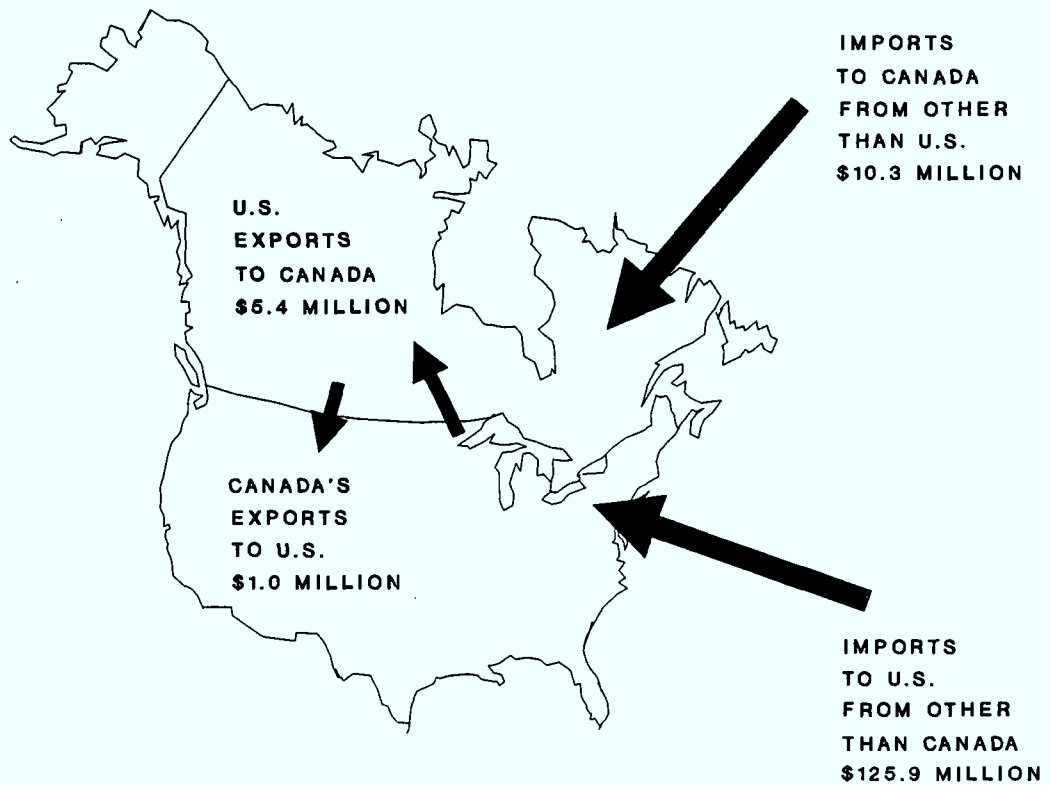 IMPORTS
TO CANADA
FROM OTHER
THAN U.S.
$10.3 MILLION
U.S.
EXPORTS
TO CANADA
$5.4 MILLION
CANADA'S
EXPORTS
TO U.S.
$1.0 MILLION
IMPORTS
TO U.S.
FROM OTHER
THAN CANADA
$125.9 MILLION